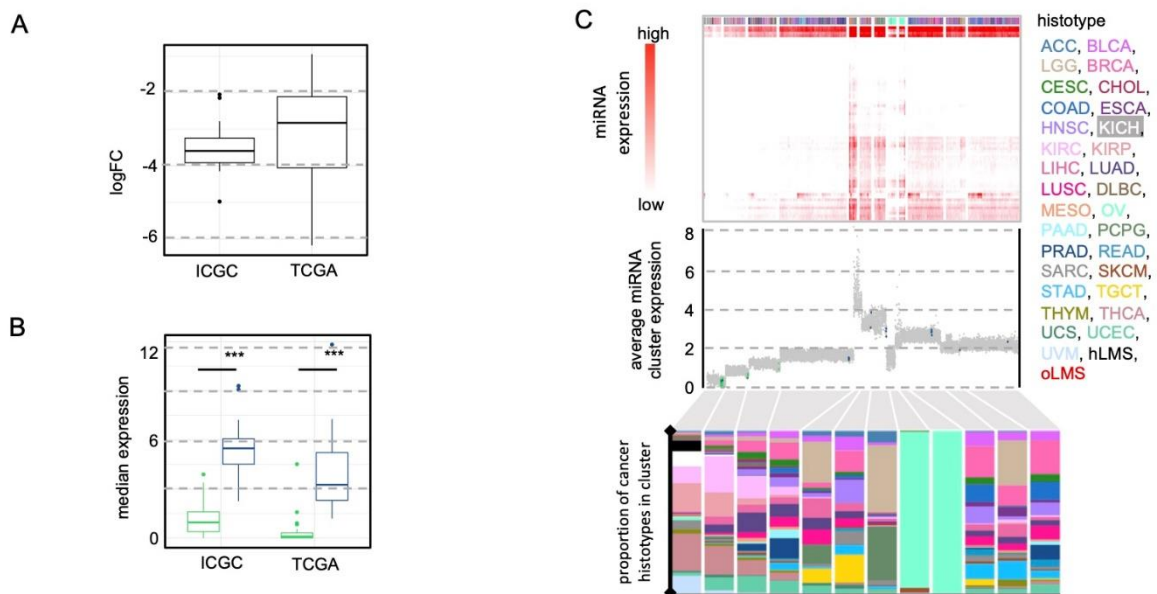 A
logFC
-2
-4
-6
ICGC
TCGA
B
median expression
12
6
0
***
***
ICGC
TCGA
C
high
miRNA
expression
low
average miRNA
cluster expression
8
6
4
2
0
proportion of cancer
histotypes in cluster
histotype
ACC, BLCA,
LGG, BRCA,
CESC, CHOL,
COAD, ESCA,
HNSC, KICH,
KIRC, KIRP,
LIHC, LUAD,
LUSC, DLBC,
MESO, OV,
PAAD, PCPG,
PRAD, READ,
SARC, SKCM,
STAD, TGCT,
THYM, THCA,
UCS, UCEC,
UVM, hLMS,
oLMS